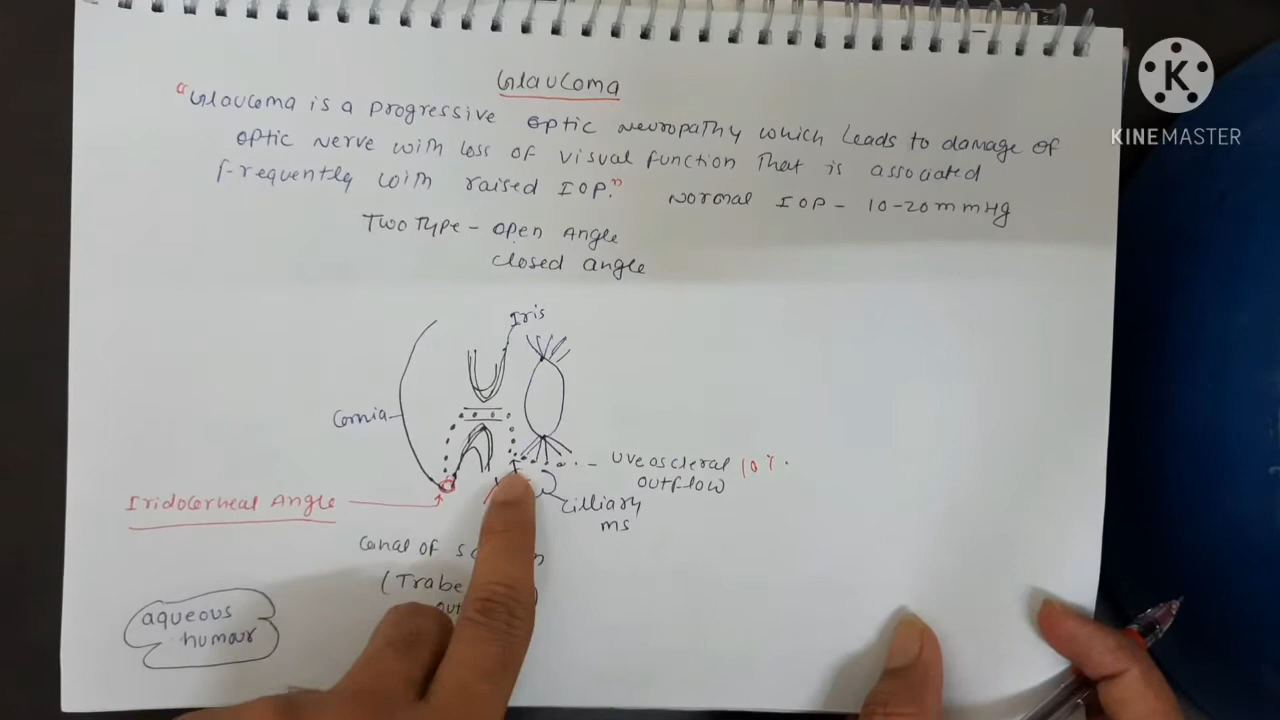 Glaucoma
"Glaucoma is a progressive optic neuropathy which leads to damage of
optic nerve with loss of visual function that is associated
frequently with raised IOP."
Normal IOP - 10-20 mmHg
Two Type - open Angle
closed angle
Iris
Cornia
Uveoscleral 10%.
outflow
Cilliary
ms
Iridocorneal Angle
Canal of
(Trabe
out
aqueous
humour
K
KINEMASTER